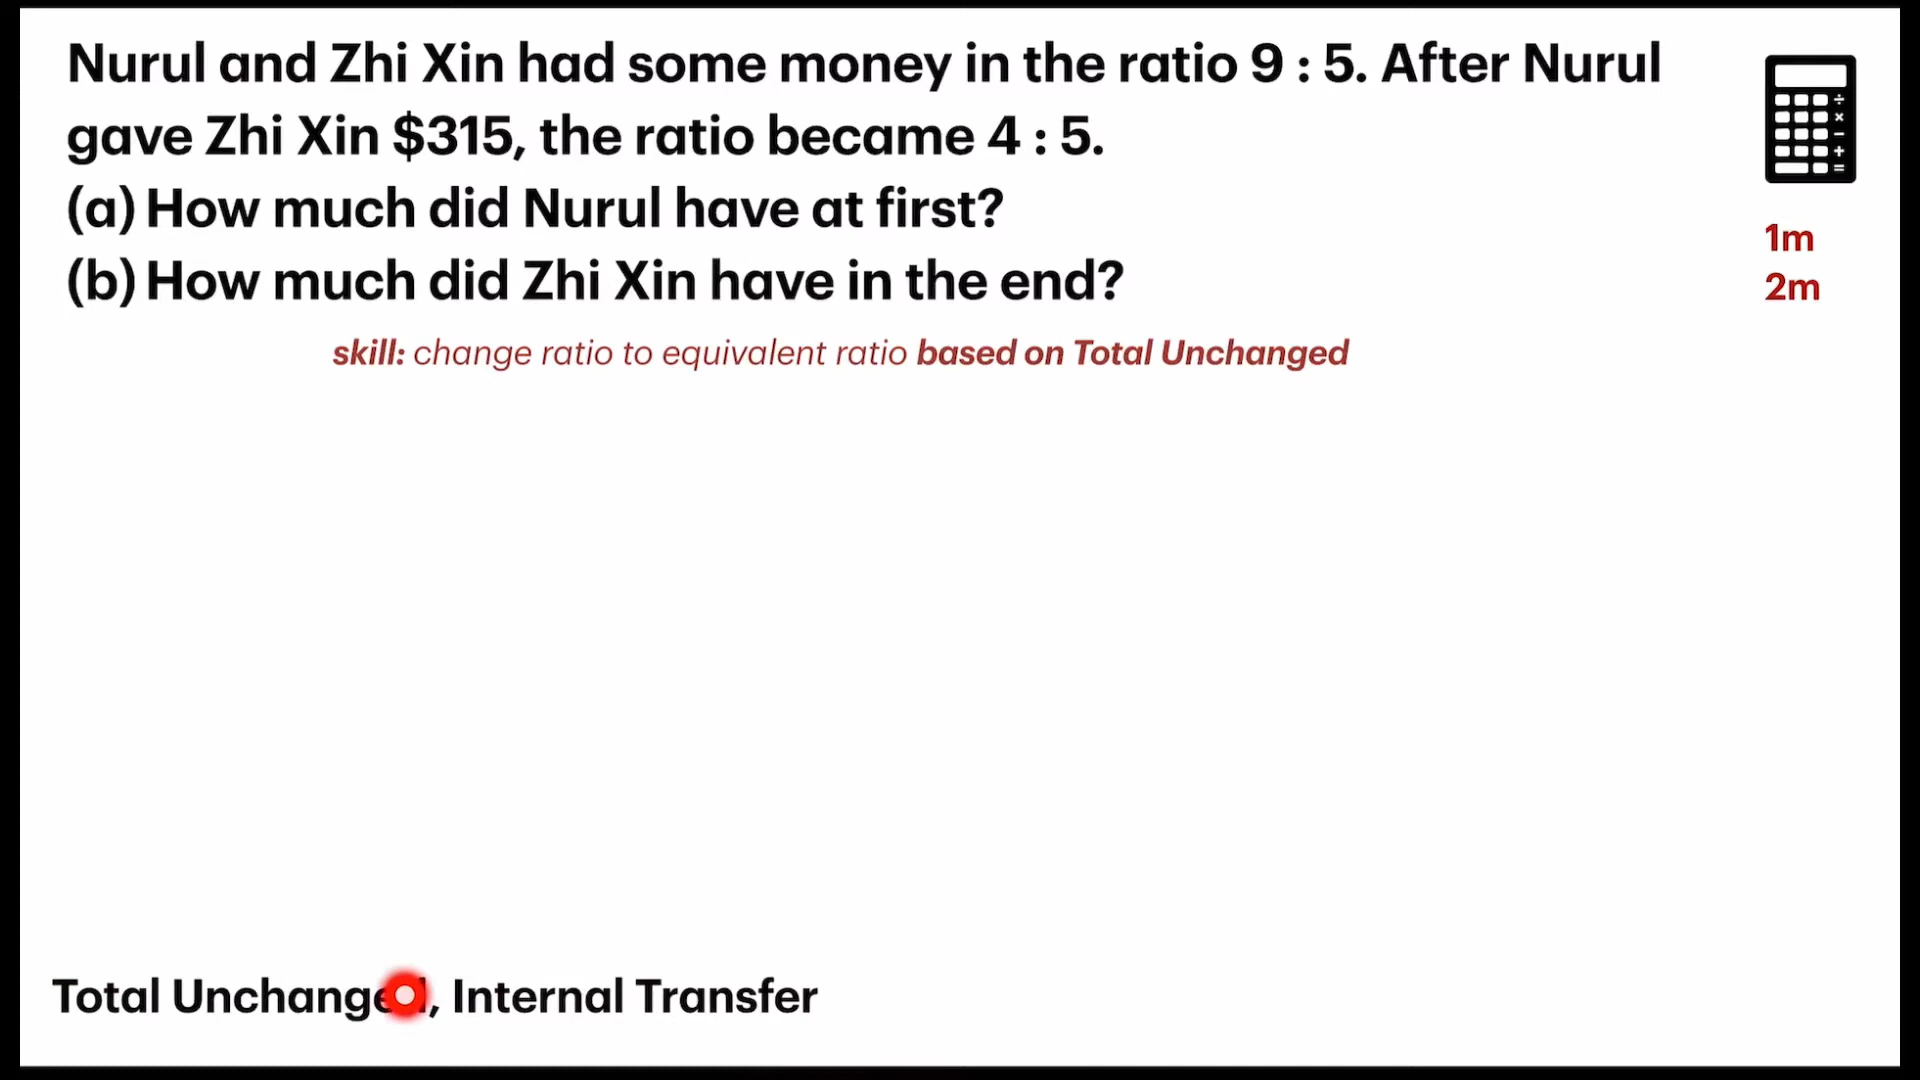 Nurul and Zhi Xin had some money in the ratio 9 : 5. After Nurul
gave Zhi Xin $315, the ratio became 4 : 5.
(a) How much did Nurul have at first?
(b) How much did Zhi Xin have in the end?
÷
×
−
+
=
1m
2m
skill: change ratio to equivalent ratio based on Total Unchanged
Total Unchanged, Internal Transfer